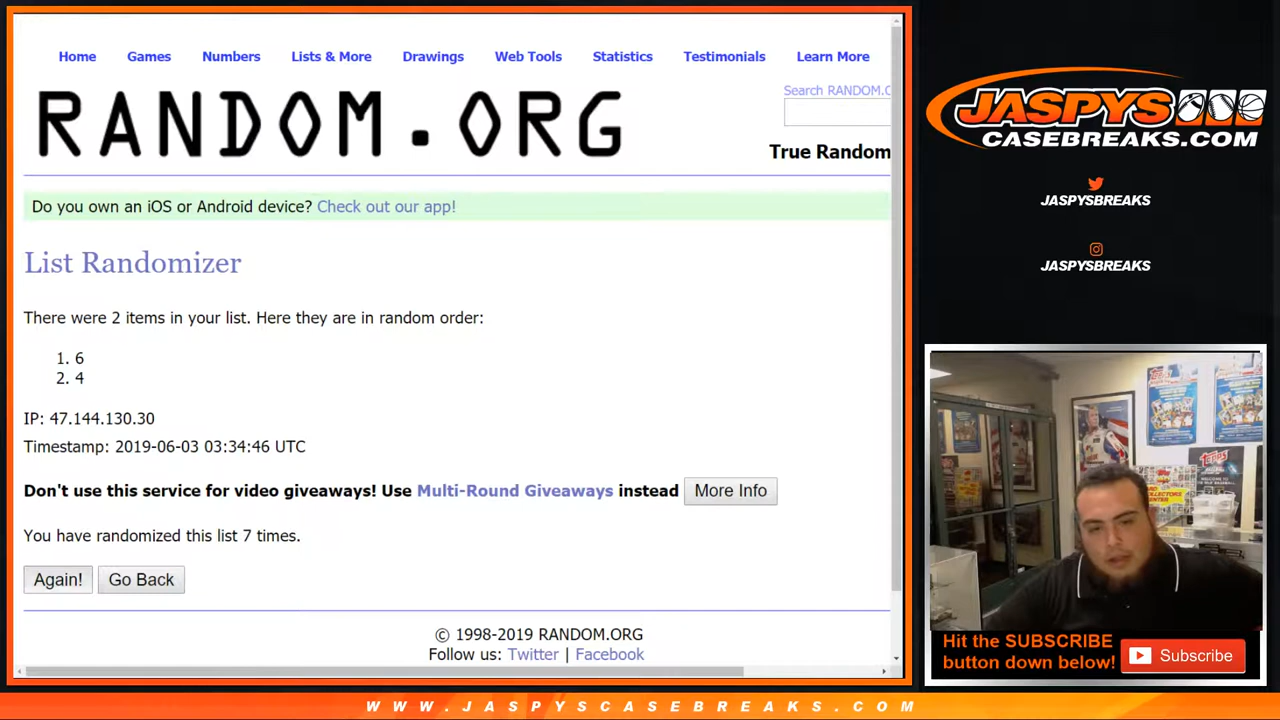 Home Games Numbers Lists & More Drawings Web Tools Statistics Testimonials Learn More
RANDOM.ORG
Search RANDOM.O
True Random
Do you own an iOS or Android device? Check out our app!
List Randomizer
There were 2 items in your list. Here they are in random order:
1. 6
2. 4
IP: 47.144.130.30
Timestamp: 2019-06-03 03:34:46 UTC
Don't use this service for video giveaways! Use Multi-Round Giveaways instead More Info
You have randomized this list 7 times.
Again! Go Back
© 1998-2019 RANDOM.ORG
Follow us: Twitter | Facebook
JASPYS
CASEBREAKS.COM
JASPYSBREAKS
JASPYSBREAKS
Topps
Hit the SUBSCRIBE
button down below!
Subscribe
WWW.JASPYSCASEBREAKS.COM